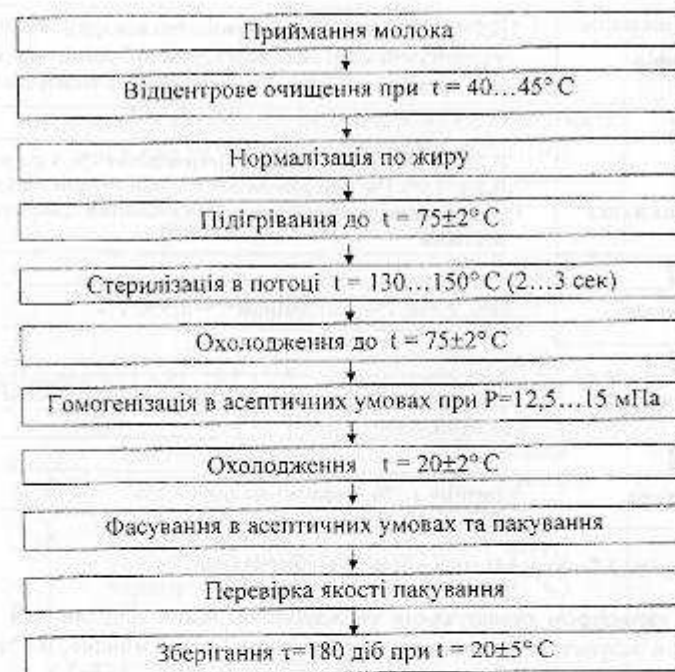 Приймання молока
Відцентрове очищення при t = 40...45° С
Нормалізація по жиру
Підігрівання до t = 75±2° С
Стерилізація в потоці t = 130...150° С (2...3 сек)
Охолодження до t = 75±2° С
Гомогенізація в асептичних умовах при Р=12,5...15 мПа
Охолодження t = 20±2° С
Фасування в асептичних умовах та пакування
Перевірка якості пакування
Зберігання τ=180 діб при t = 20±5° С